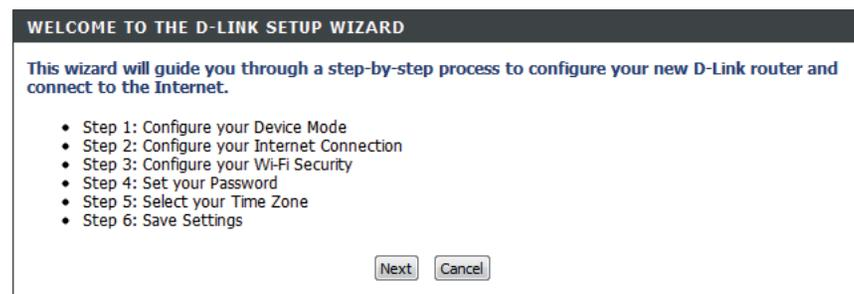 WELCOME TO THE D-LINK SETUP WIZARD
This wizard will guide you through a step-by-step process to configure your new D-Link router and
connect to the Internet.
• Step 1: Configure your Device Mode
• Step 2: Configure your Internet Connection
• Step 3: Configure your Wi-Fi Security
• Step 4: Set your Password
• Step 5: Select your Time Zone
• Step 6: Save Settings
Next Cancel